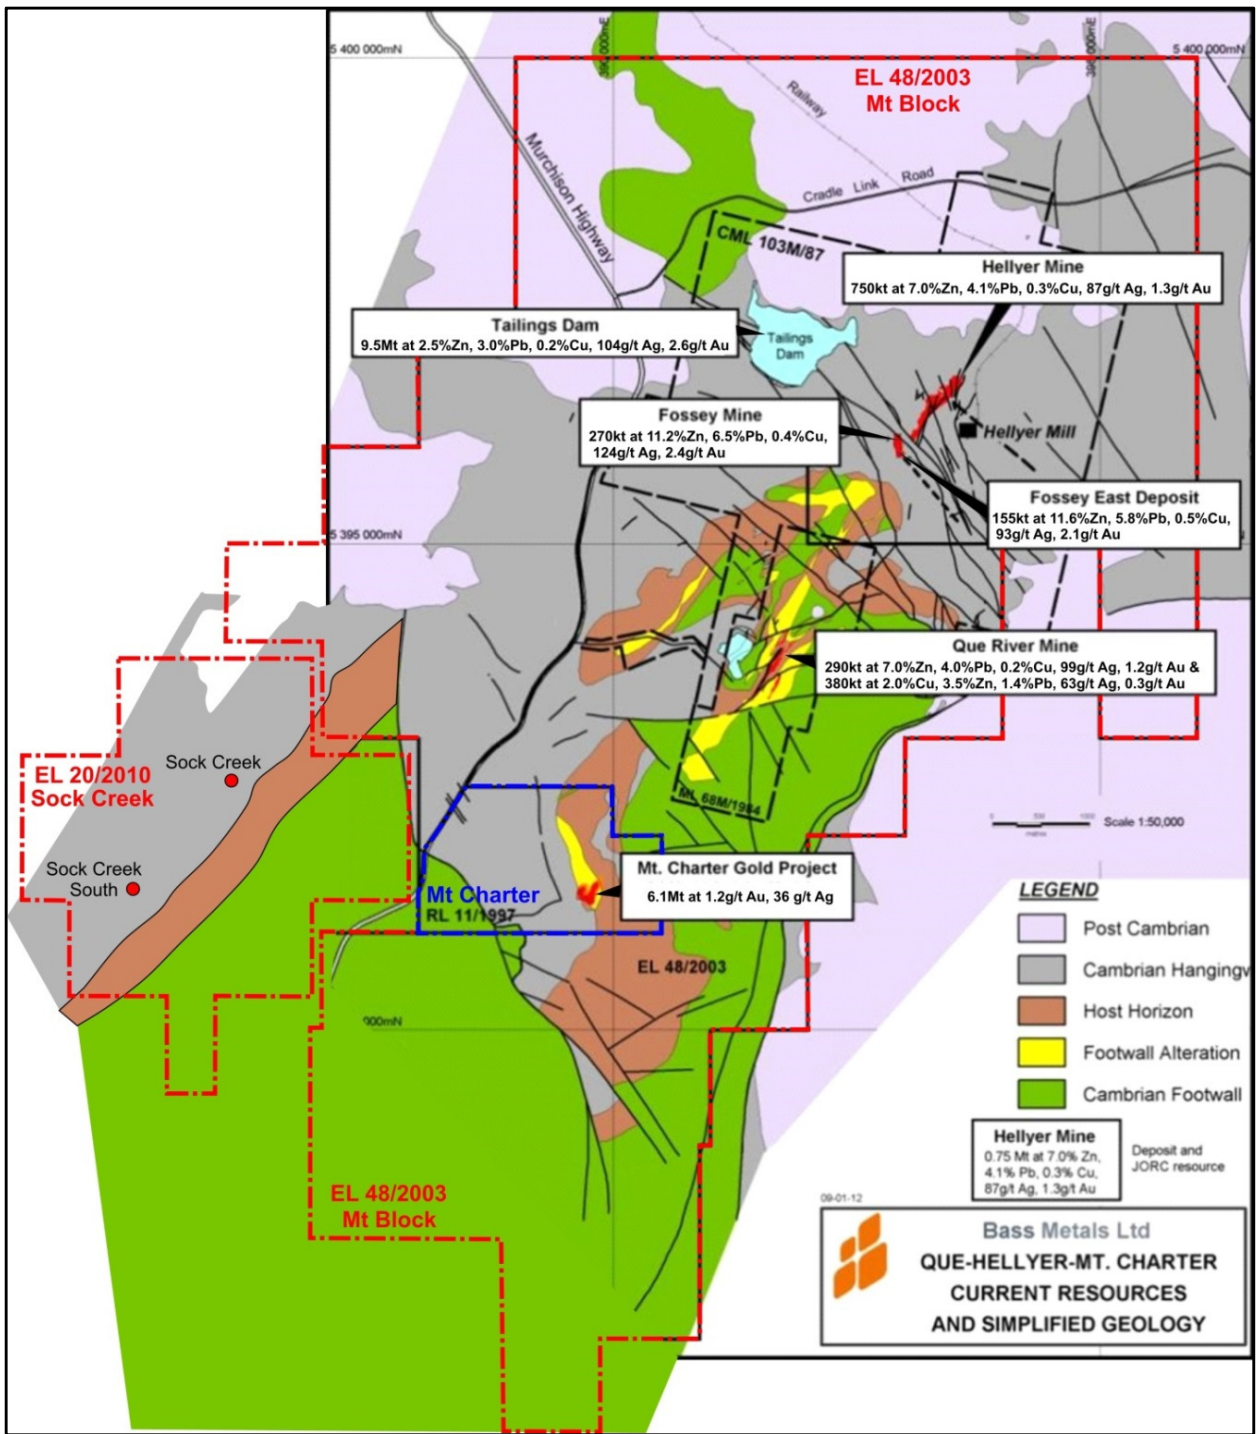 5 400 000mN
390 000mE
390 000mE
5 400 000mN
EL 48/2003
Mt Block
Railway
Murchison Highway
Cradle Link Road
CML 103M/87
Hellyer Mine
750kt at 7.0%Zn, 4.1%Pb, 0.3%Cu, 87g/t Ag, 1.3g/t Au
Tailings Dam
9.5Mt at 2.5%Zn, 3.0%Pb, 0.2%Cu, 104g/t Ag, 2.6g/t Au
Tailings
Dam
Fossey Mine
270kt at 11.2%Zn, 6.5%Pb, 0.4%Cu,
124g/t Ag, 2.4g/t Au
Hellyer Mill
Fossey East Deposit
155kt at 11.6%Zn, 5.8%Pb, 0.5%Cu,
93g/t Ag, 2.1g/t Au
5 395 000mN
Que River Mine
290kt at 7.0%Zn, 4.0%Pb, 0.2%Cu, 99g/t Ag, 1.2g/t Au &
380kt at 2.0%Cu, 3.5%Zn, 1.4%Pb, 63g/t Ag, 0.3g/t Au
Sock Creek
EL 20/2010
Sock Creek
ML 68M/1984
Scale 1:50,000
Sock Creek
South
Mt. Charter Gold Project
6.1Mt at 1.2g/t Au, 36 g/t Ag
Mt Charter
RL 11/1997
EL 48/2003
000mN
LEGEND
Post Cambrian
Cambrian Hangingw
Host Horizon
Footwall Alteration
Cambrian Footwall
Hellyer Mine
0.75 Mt at 7.0% Zn,
4.1% Pb, 0.3% Cu,
87g/t Ag, 1.3g/t Au
Deposit and
JORC resource
EL 48/2003
Mt Block
09-01-12
Bass Metals Ltd
QUE-HELLYER-MT. CHARTER
CURRENT RESOURCES
AND SIMPLIFIED GEOLOGY